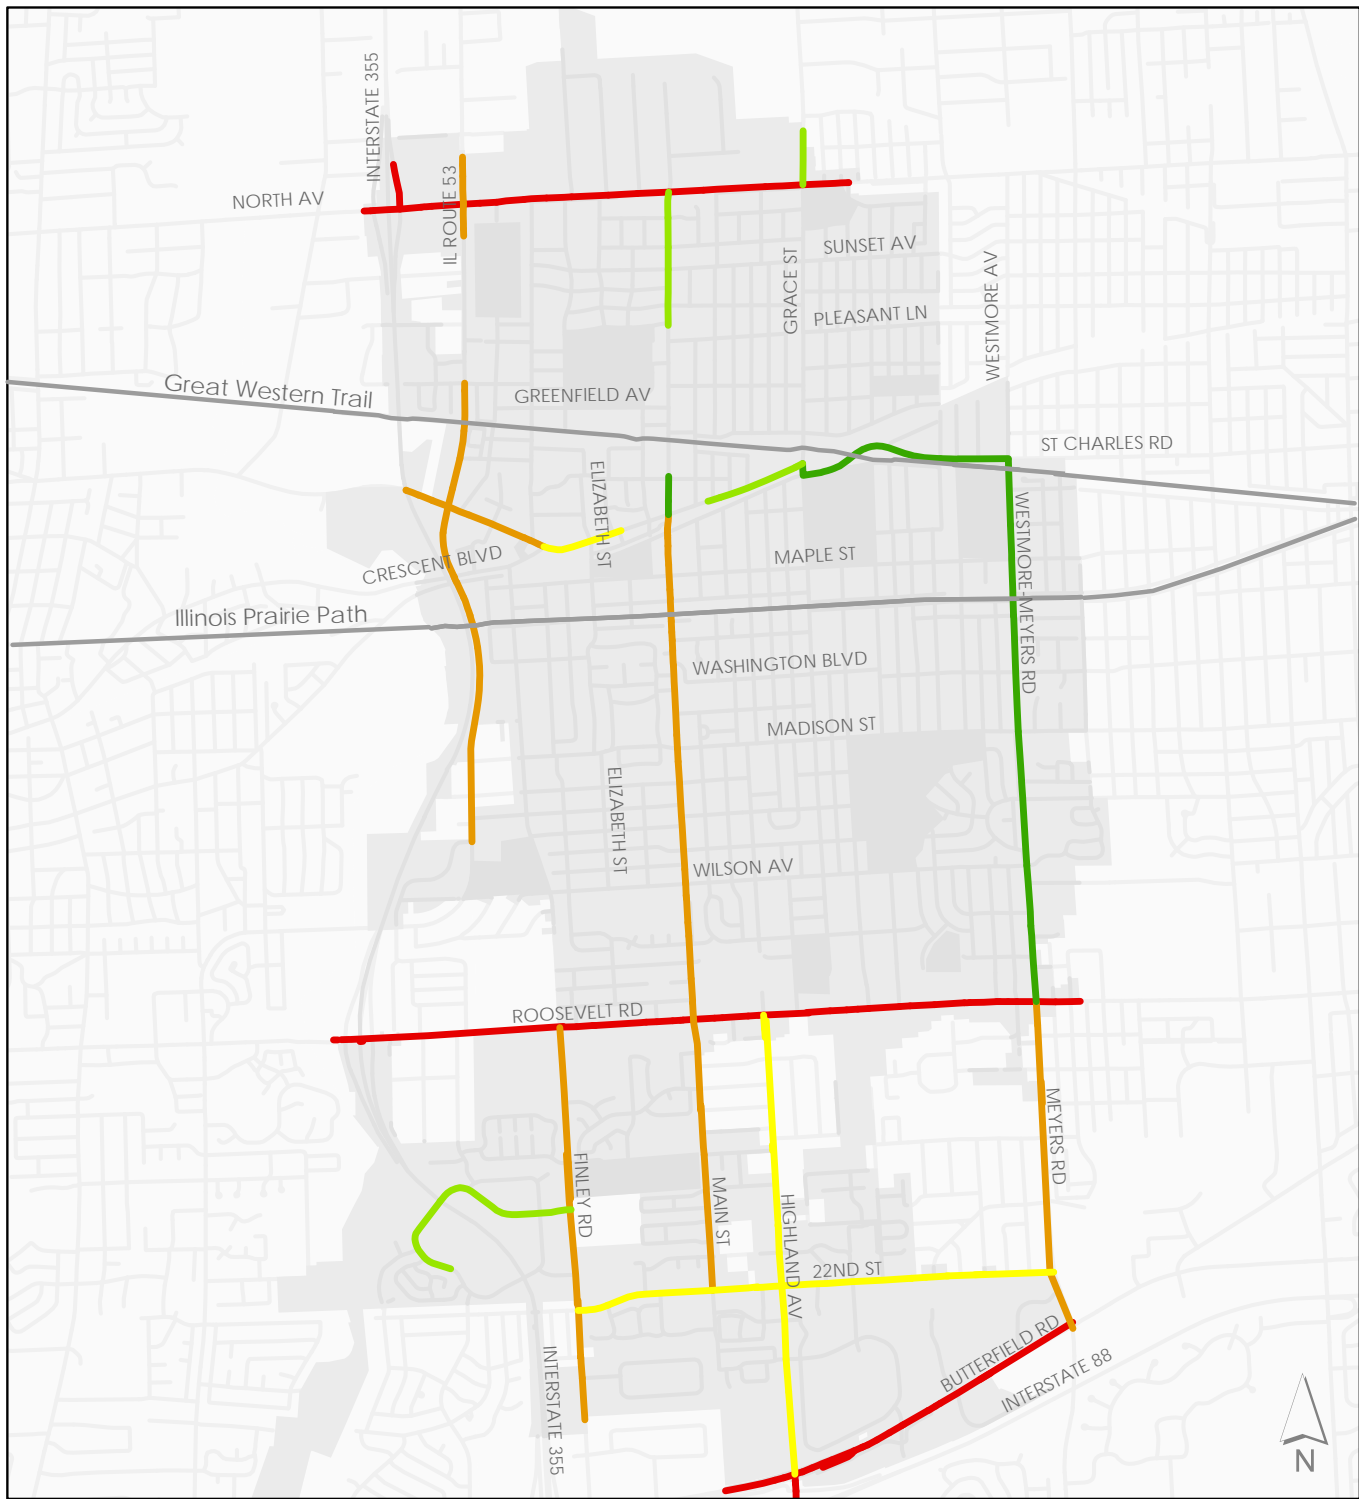 INTERSTATE 355
NORTH AV
IL ROUTE 53
SUNSET AV
GRACE ST
WESTMORE AV
PLEASANT LN
Great Western Trail
GREENFIELD AV
ST CHARLES RD
ELIZABETH ST
WESTMORE-MEYERS RD
CRESCENT BLVD
MAPLE ST
Illinois Prairie Path
WASHINGTON BLVD
MADISON ST
ELIZABETH ST
WILSON AV
ROOSEVELT RD
MEYERS RD
FINLEY RD
MAIN ST
HIGHLAND AV
22ND ST
BUTTERFIELD RD
INTERSTATE 88
INTERSTATE 355
N